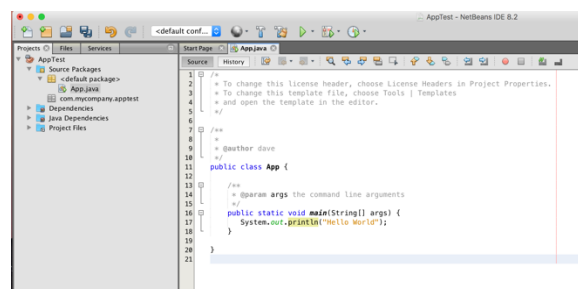 AppTest - NetBeans IDE 8.2
<default conf...
Projects
Files
Services
Start Page
App.java
AppTest
Source Packages
<default package>
App.java
com.mycompany.apptest
Dependencies
Java Dependencies
Project Files
Source
History
1 /*
2 * To change this license header, choose License Headers in Project Properties.
3 * To change this template file, choose Tools | Templates
4 * and open the template in the editor.
5 */
6
7 /**
8 *
9 * @author dave
10 */
11 public class App {
12
13 /**
14 * @param args the command line arguments
15 */
16 public static void main(String[] args) {
17 System.out.println("Hello World");
18 }
19
20 }
21